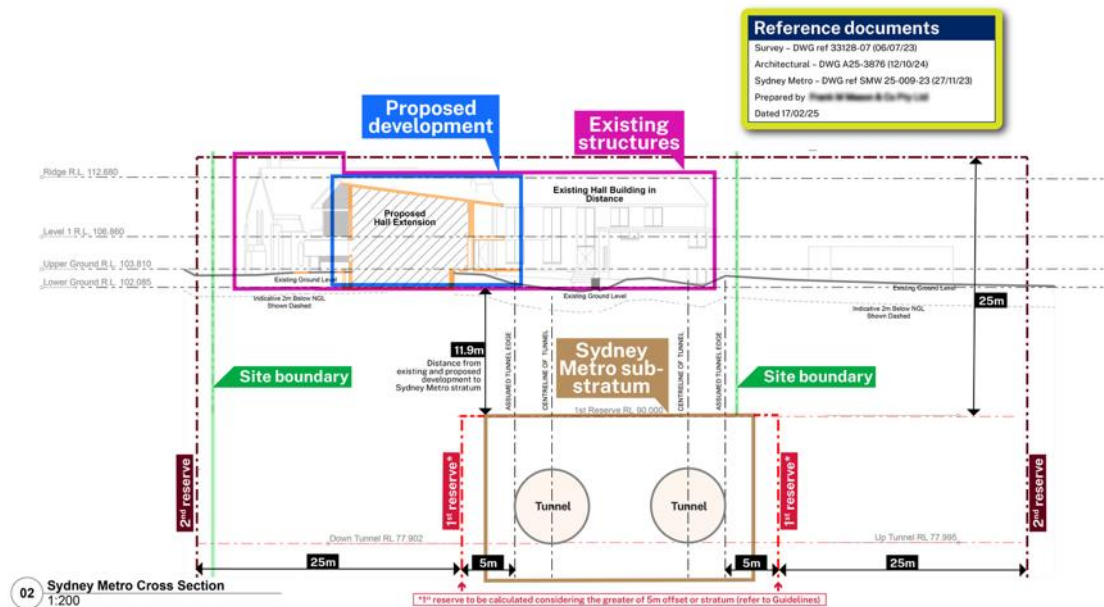 Reference documents
Survey – DWG ref 33128-07 (06/07/23)
Architectural – DWG A25-3876 (12/10/24)
Sydney Metro – DWG ref SMW 25-009-23 (27/11/23)
Prepared by
Dated 17/02/25
Proposed
development
Existing
structures
Ridge R.L. 112.680
Existing Hall Building in
Distance
Proposed
Hall Extension
Level 1 R.L. 106.860
Upper Ground R.L. 103.810
Lower Ground R.L. 102.085
Existing Ground Level
Existing Ground Level
Existing Ground Level
Indicative 2m Below NGL
Shown Dashed
Indicative 2m Below NGL
Shown Dashed
25m
11.9m
Distance from
existing and proposed
development to
Sydney Metro stratum
ASSUMED TUNNEL EDGE
CENTRELINE OF TUNNEL
CENTRELINE OF TUNNEL
ASSUMED TUNNEL EDGE
Sydney
Metro sub-
stratum
Site boundary
Site boundary
1st Reserve RL 90.000
2nd reserve
1st reserve*
1st reserve*
2nd reserve
Tunnel
Tunnel
Down Tunnel RL 77.902
Up Tunnel RL 77.995
25m
5m
5m
25m
02 Sydney Metro Cross Section
1:200
*1st reserve to be calculated considering the greater of 5m offset or stratum (refer to Guidelines)